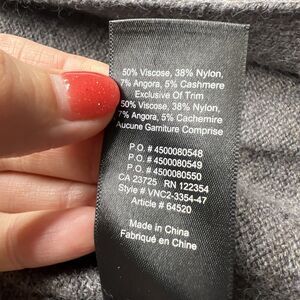 50% Viscose, 38% Nylon,
7% Angora, 5% Cashmere
Exclusive Of Trim
50% Viscose, 38% Nylon,
7% Angora, 5% Cachemire
Aucune Garniture Comprise
P.O. # 4500080548
P.O. # 4500080549
P.O. # 4500080550
CA 23725 RN 122354
Style # VNC2-3354-47
Article # 64520
Made in China
Fabriqué en Chine